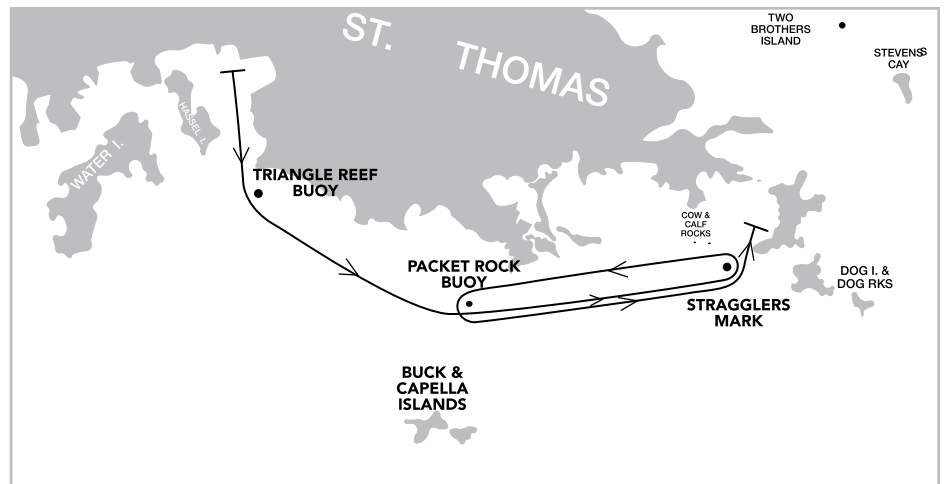 ST.
THOMAS
TWO
BROTHERS
ISLAND
STEVENSS
CAY
HASSEL I.
WATER I.
TRIANGLE REEF
BUOY
COW &
CALF
ROCKS
PACKET ROCK
BUOY
DOG I. &
DOG RKS
STRAGGLERS
MARK
BUCK &
CAPELLA
ISLANDS